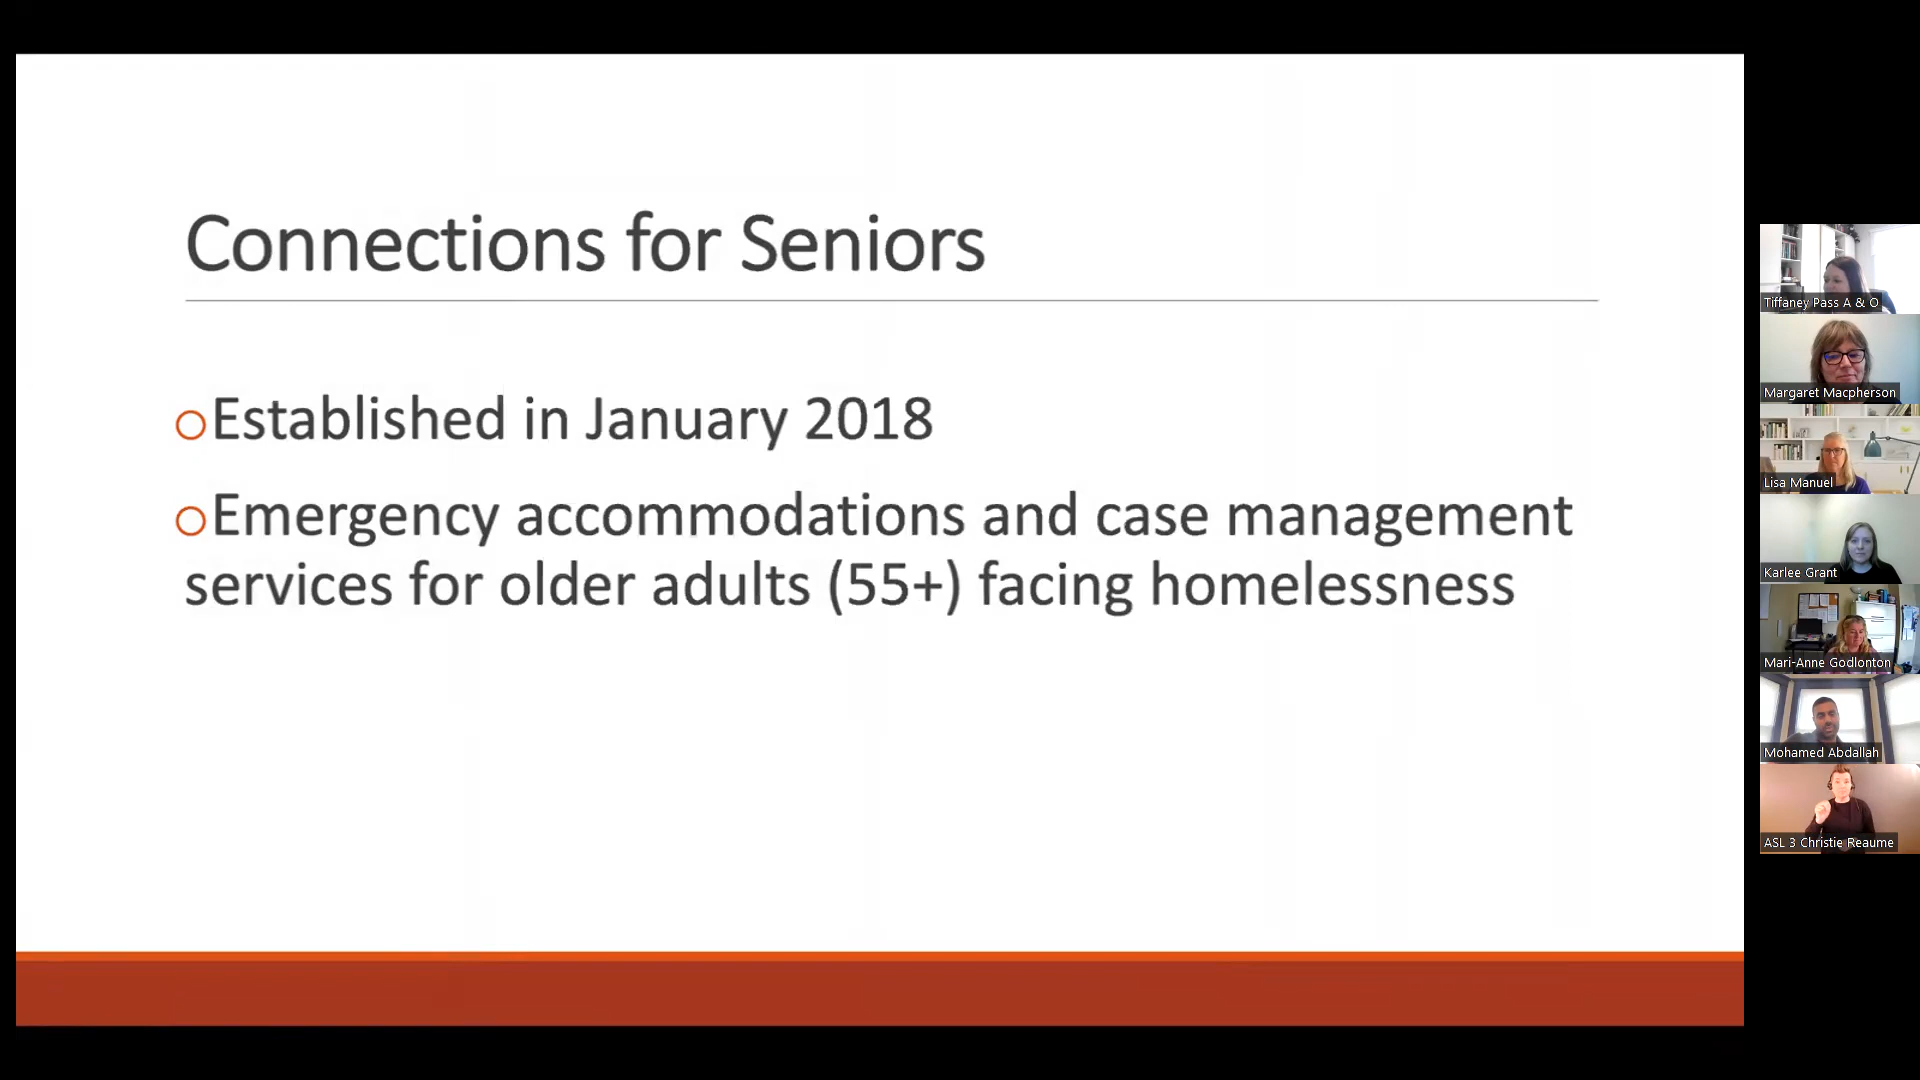 Connections for Seniors
Established in January 2018
Emergency accommodations and case management
services for older adults (55+) facing homelessness
Tiffaney Pass A & O
Margaret Macpherson
Lisa Manuel
Karlee Grant
Mari-Anne Godlonton
Mohamed Abdallah
ASL 3 Christie Reaume